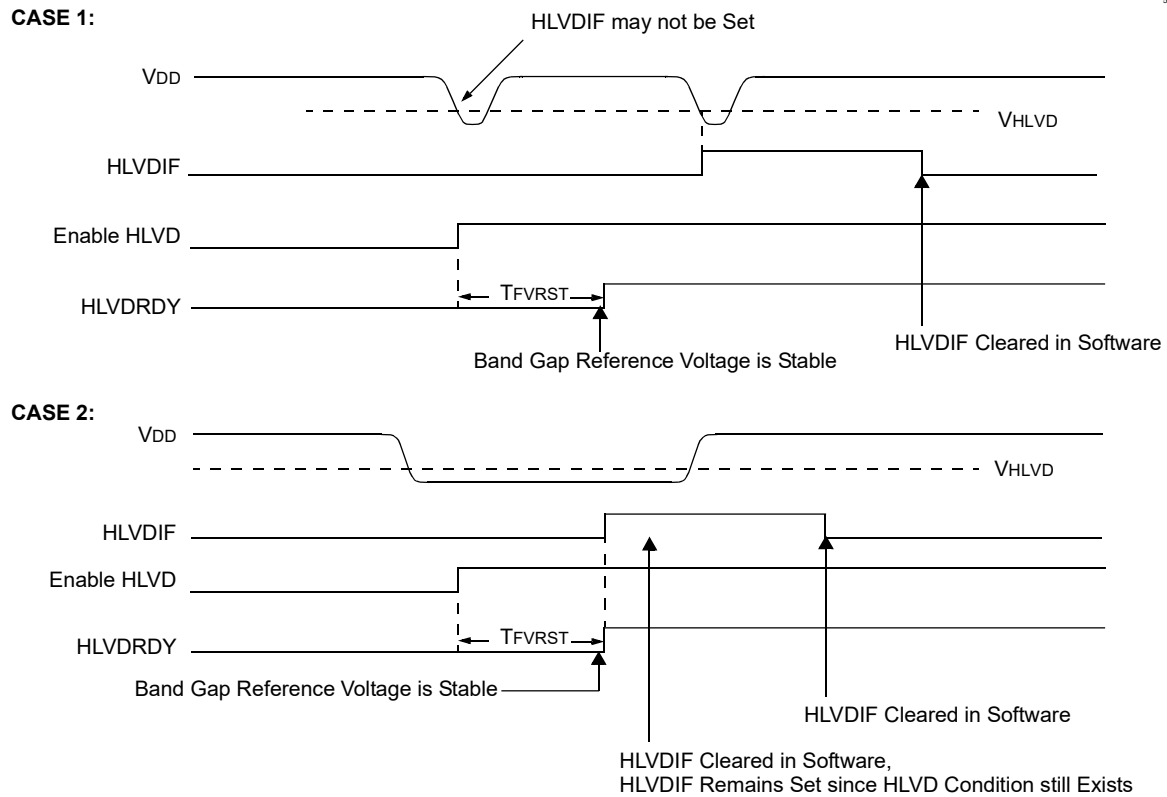 CASE 1:
HLVDIF may not be Set
VDD
VHLVD
HLVDIF
Enable HLVD
TFVRST
HLVDRDY
HLVDIF Cleared in Software
Band Gap Reference Voltage is Stable
CASE 2:
VDD
VHLVD
HLVDIF
Enable HLVD
TFVRST
HLVDRDY
Band Gap Reference Voltage is Stable
HLVDIF Cleared in Software
HLVDIF Cleared in Software,
HLVDIF Remains Set since HLVD Condition still Exists